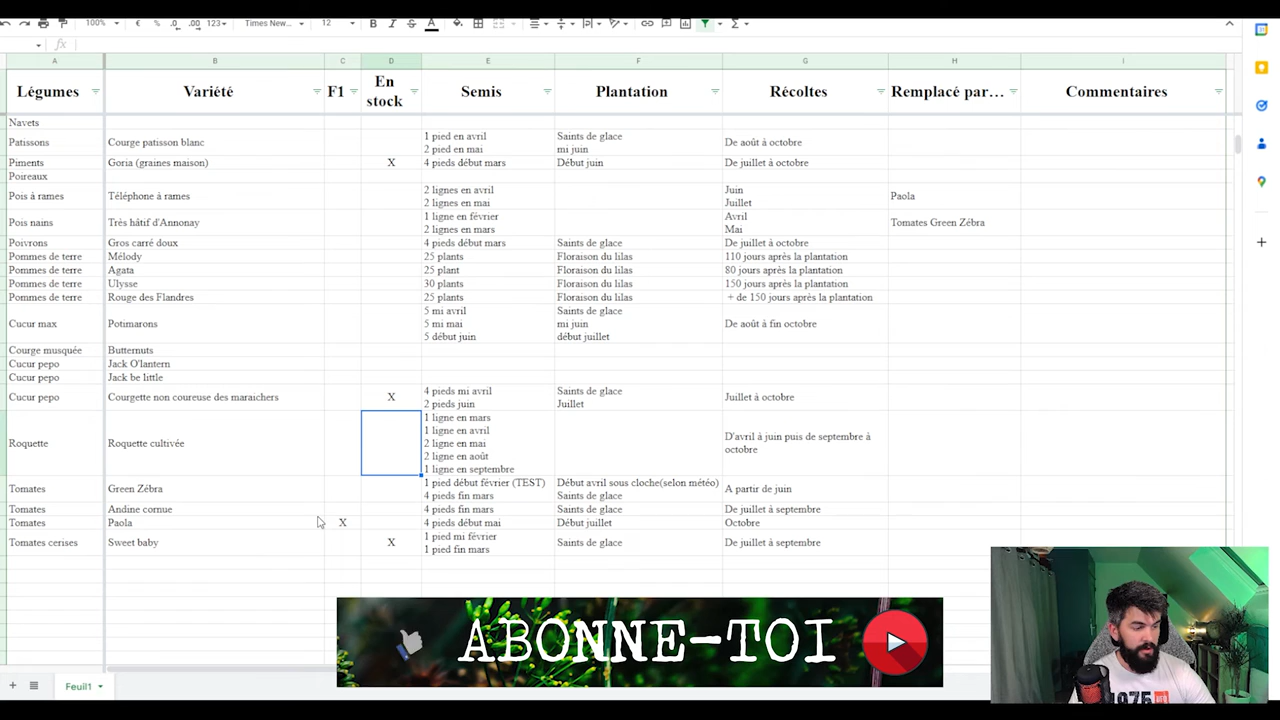 100% € % .0 .00 123 Times New... 12 B I A Σ
fx
A B C D E F G H I
Légumes Variété F1 En stock Semis Plantation Récoltes Remplacé par… Commentaires
Navets
Patissons Courge patisson blanc 1 pied en avril Saints de glace De août à octobre
2 pied en mai mi juin
Piments Goria (graines maison) X 4 pieds début mars Début juin De juillet à octobre
Poireaux
Pois à rames Téléphone à rames 2 lignes en avril Juin Paola
2 lignes en mai Juillet
Pois nains Très hâtif d'Annonay 1 ligne en février Avril Tomates Green Zébra
2 lignes en mars Mai
Poivrons Gros carré doux 4 pieds début mars Saints de glace De juillet à octobre
Pommes de terre Mélody 25 plants Floraison du lilas 110 jours après la plantation
Pommes de terre Agata 25 plant Floraison du lilas 80 jours après la plantation
Pommes de terre Ulysse 30 plants Floraison du lilas 150 jours après la plantation
Pommes de terre Rouge des Flandres 25 plants Floraison du lilas + de 150 jours après la plantation
Cucur max Potimarons 5 mi avril Saints de glace De août à fin octobre
5 mi mai mi juin
5 début juin début juillet
Courge musquée Butternuts
Cucur pepo Jack O'lantern
Cucur pepo Jack be little
Cucur pepo Courgette non coureuse des maraichers X 4 pieds mi avril Saints de glace Juillet à octobre
2 pieds juin Juillet
Roquette Roquette cultivée 1 ligne en mars D'avril à juin puis de septembre à
1 ligne en avril octobre
2 ligne en mai
2 ligne en août
1 ligne en septembre
Tomates Green Zébra 1 pied début février (TEST) Début avril sous cloche(selon météo) A partir de juin
4 pieds fin mars Saints de glace
Tomates Andine cornue 4 pieds fin mars Saints de glace De juillet à septembre
Tomates Paola X 4 pieds début mai Début juillet Octobre
Tomates cerises Sweet baby X 1 pied mi février Saints de glace De juillet à septembre
1 pied fin mars
ABONNE-TOI
Feuil1
1975